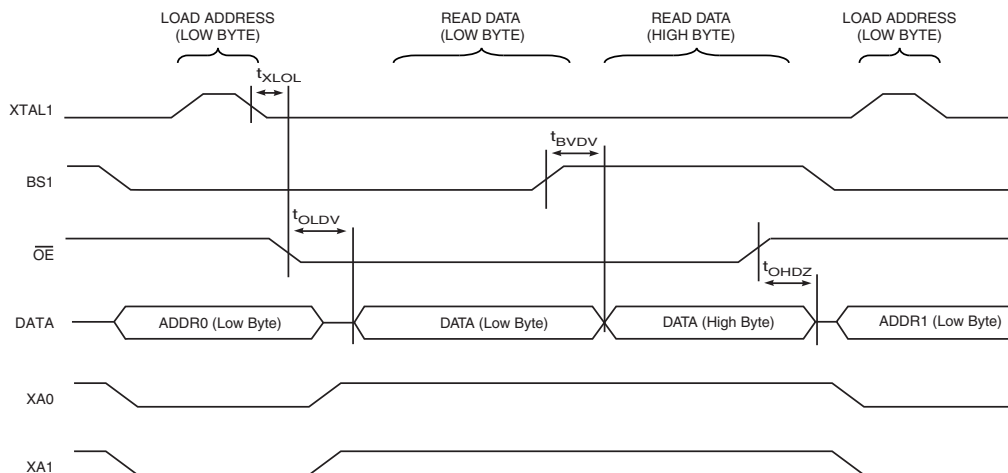 LOAD ADDRESS
(LOW BYTE)
READ DATA
(LOW BYTE)
READ DATA
(HIGH BYTE)
LOAD ADDRESS
(LOW BYTE)
tXLOL
XTAL1
tBVDV
BS1
tOLDV
OE
tOHDZ
DATA
ADDR0 (Low Byte)
DATA (Low Byte)
DATA (High Byte)
ADDR1 (Low Byte)
XA0
XA1